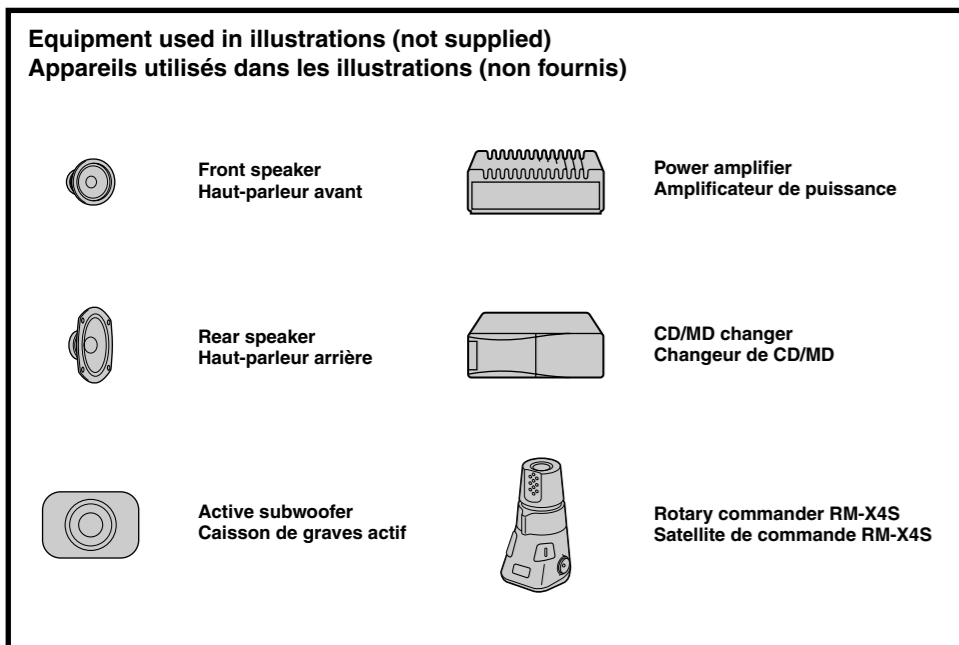 Equipment used in illustrations (not supplied)
Appareils utilisés dans les illustrations (non fournis)
Front speaker
Haut-parleur avant
Power amplifier
Amplificateur de puissance
Rear speaker
Haut-parleur arrière
CD/MD changer
Changeur de CD/MD
Active subwoofer
Caisson de graves actif
Rotary commander RM-X4S
Satellite de commande RM-X4S